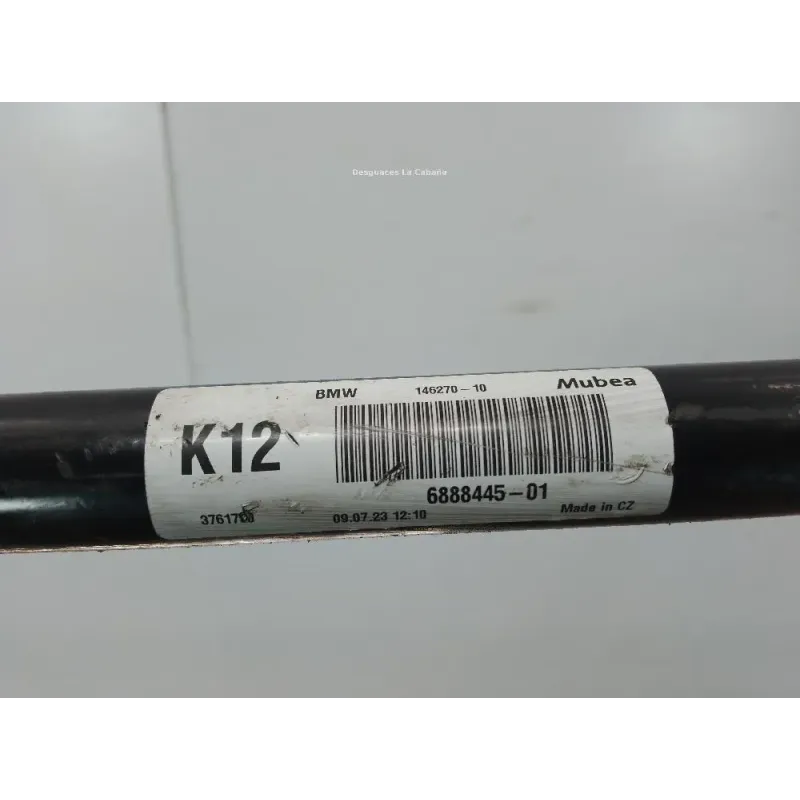 Desguaces La Cabaña
BMW 146270-10 Mubea
K12
6888445-01
09.07.23 12:10 Made in CZ